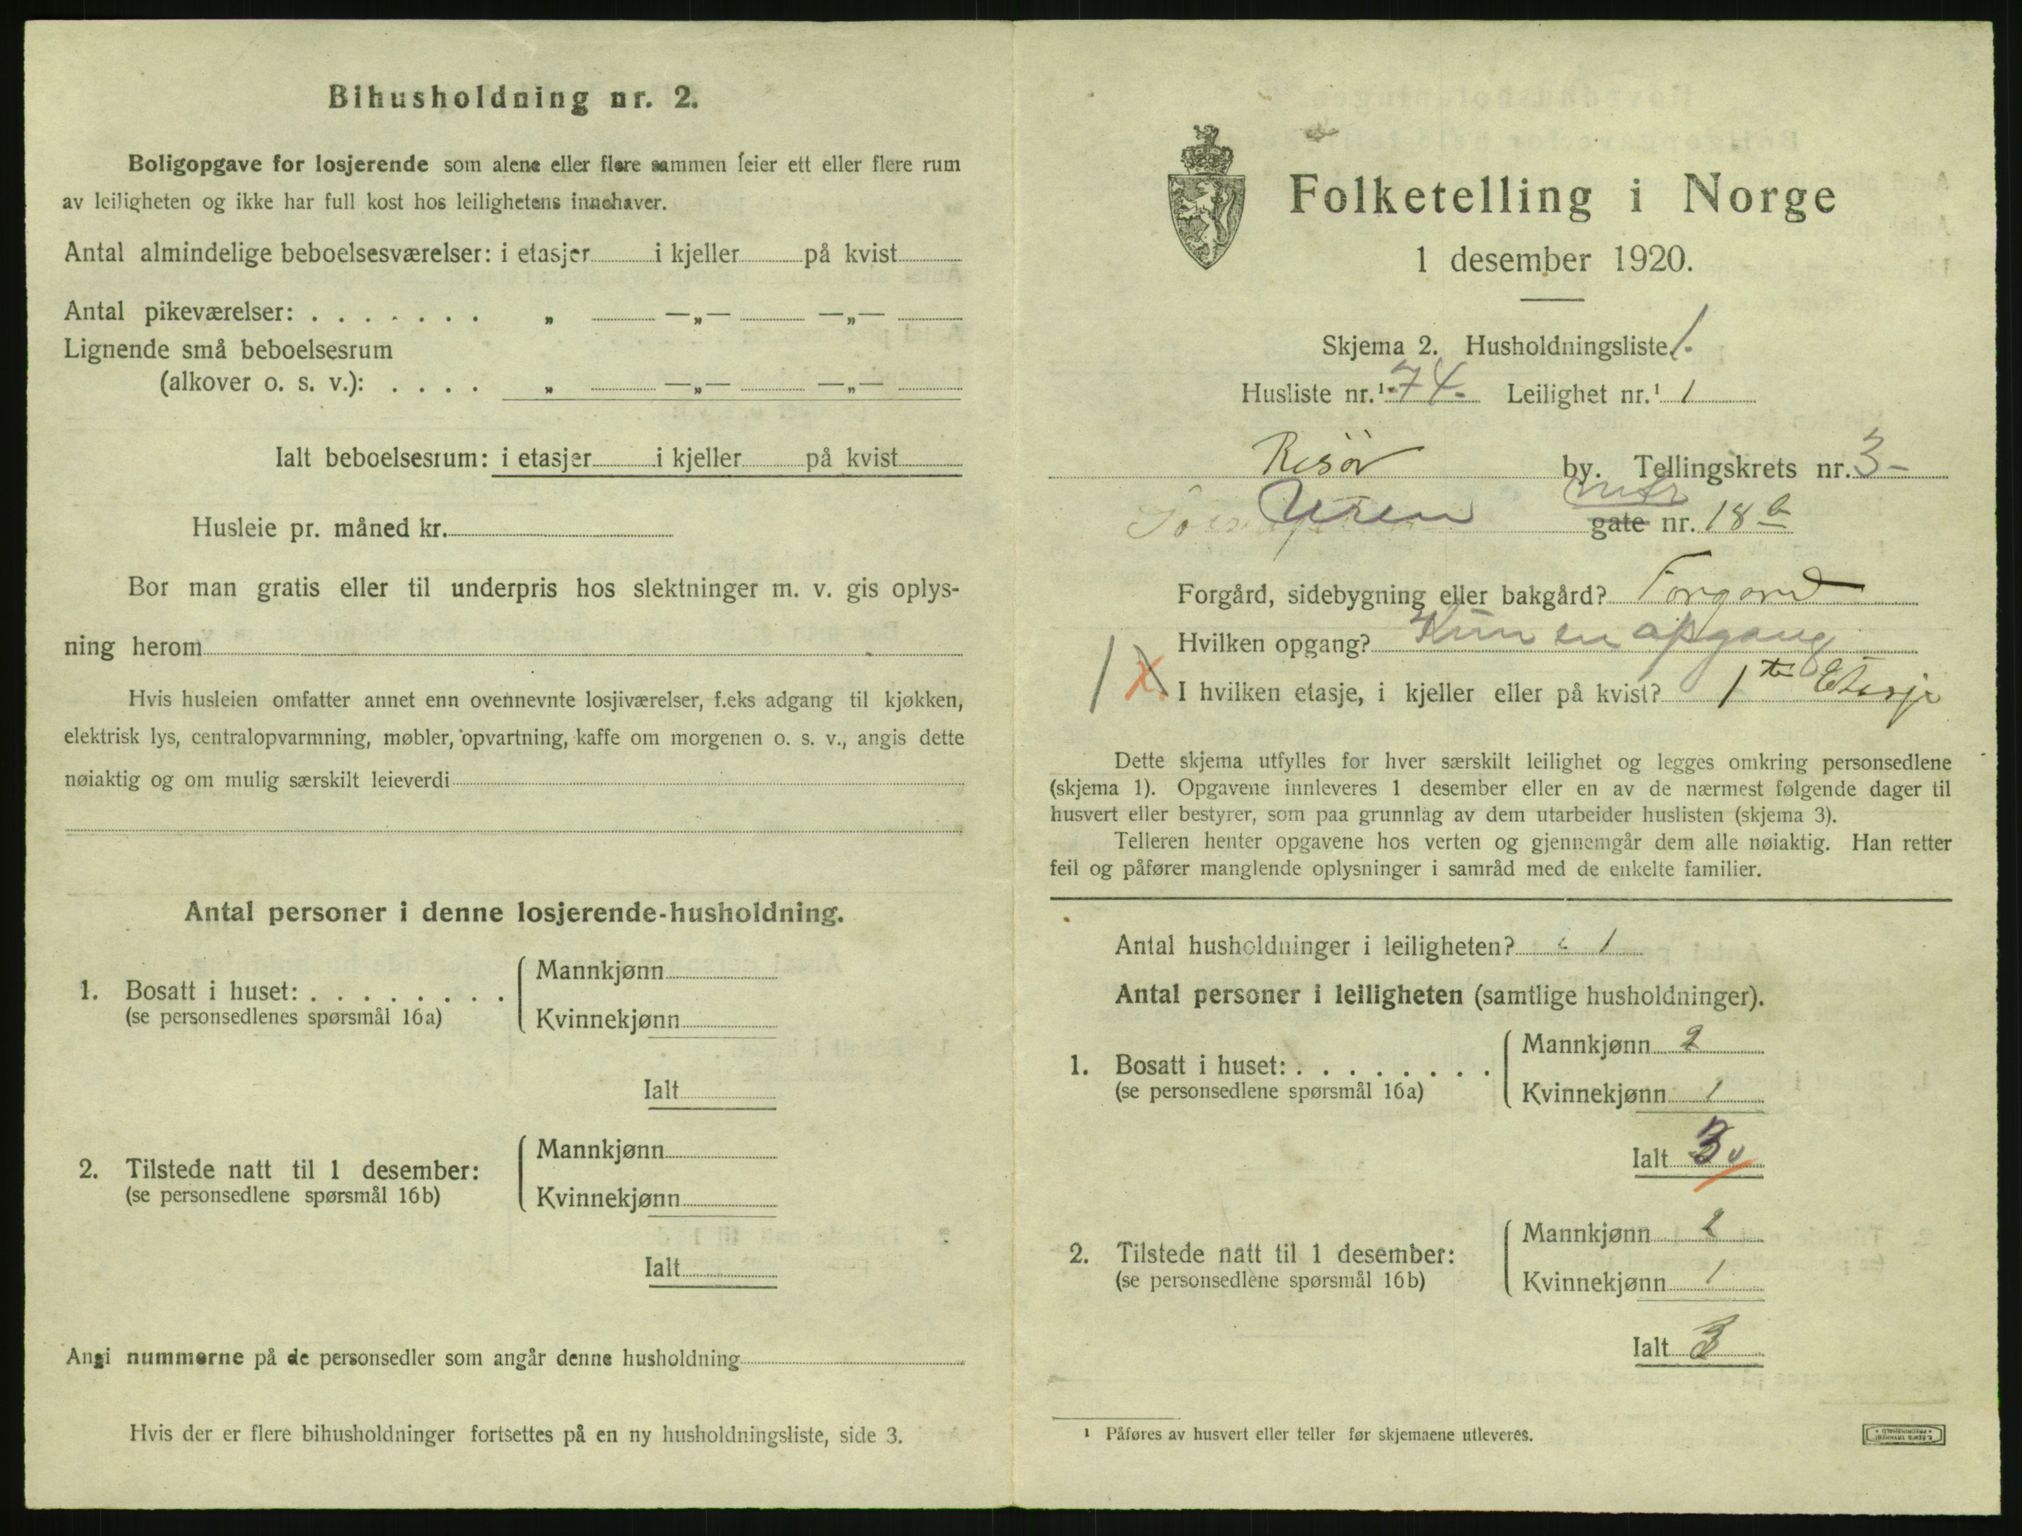 Bihusholdning nr. 2.
Boligopgave for losjerende som alene eller flere sammen leier ett eller flere rum
av leiligheten og ikke har full kost hos leilighetens innehaver.
Antal almindelige beboelsesværelser: i etasjer i kjeller på kvist
Antal pikeværelser: . . . . . . . „ —„— —„—
Lignende små beboelsesrum
(alkover o. s. v.): . . . . „ —„— —„—
Ialt beboelsesrum: i etasjer i kjeller på kvist
Husleie pr. måned kr.
Bor man gratis eller til underpris hos slektninger m. v. gis oplys-
ning herom
Hvis husleien omfatter annet enn ovennevnte losjiværelser, f.eks adgang til kjøkken,
elektrisk lys, centralopvarmning, møbler, opvartning, kaffe om morgenen o. s. v., angis dette
nøiaktig og om mulig særskilt leieverdi
Antal personer i denne losjerende-husholdning.
1. Bosatt i huset: . . . . . . . .
(se personsedlenes spørsmål 16a)
Mannkjønn
Kvinnekjønn
Ialt
2. Tilstede natt til 1 desember:
(se personsedlene spørsmål 16b)
Mannkjønn
Kvinnekjønn
Ialt
Angi nummerne på de personsedler som angår denne husholdning
Hvis der er flere bihusholdninger fortsettes på en ny husholdningsliste, side 3.
Folketelling i Norge
1 desember 1920.
Skjema 2. Husholdningsliste 1.
Husliste nr.¹ 74. Leilighet nr.¹ 1
Risør by. Tellingskrets nr. 3-
Uren matr gate nr. 18 b
Forgård, sidebygning eller bakgård? Forgard
Hvilken opgang? Kun en opgang
1 X. I hvilken etasje, i kjeller eller på kvist? 1ste Etasje
Dette skjema utfylles for hver særskilt leilighet og legges omkring personsedlene
(skjema 1). Opgavene innleveres 1 desember eller en av de nærmest følgende dager til
husvert eller bestyrer, som paa grunnlag av dem utarbeider huslisten (skjema 3).
Telleren henter opgavene hos verten og gjennemgår dem alle nøiaktig. Han retter
feil og påfører manglende oplysninger i samråd med de enkelte familier.
Antal husholdninger i leiligheten? 1
Antal personer i leiligheten (samtlige husholdninger).
1. Bosatt i huset: . . . . . . . .
(se personsedlene spørsmål 16a)
Mannkjønn 2
Kvinnekjønn 1
Ialt 3
2. Tilstede natt til 1 desember:
(se personsedlene spørsmål 16b)
Mannkjønn 2
Kvinnekjønn 1
Ialt 3
¹ Påføres av husvert eller teller før skjemaene utleveres.